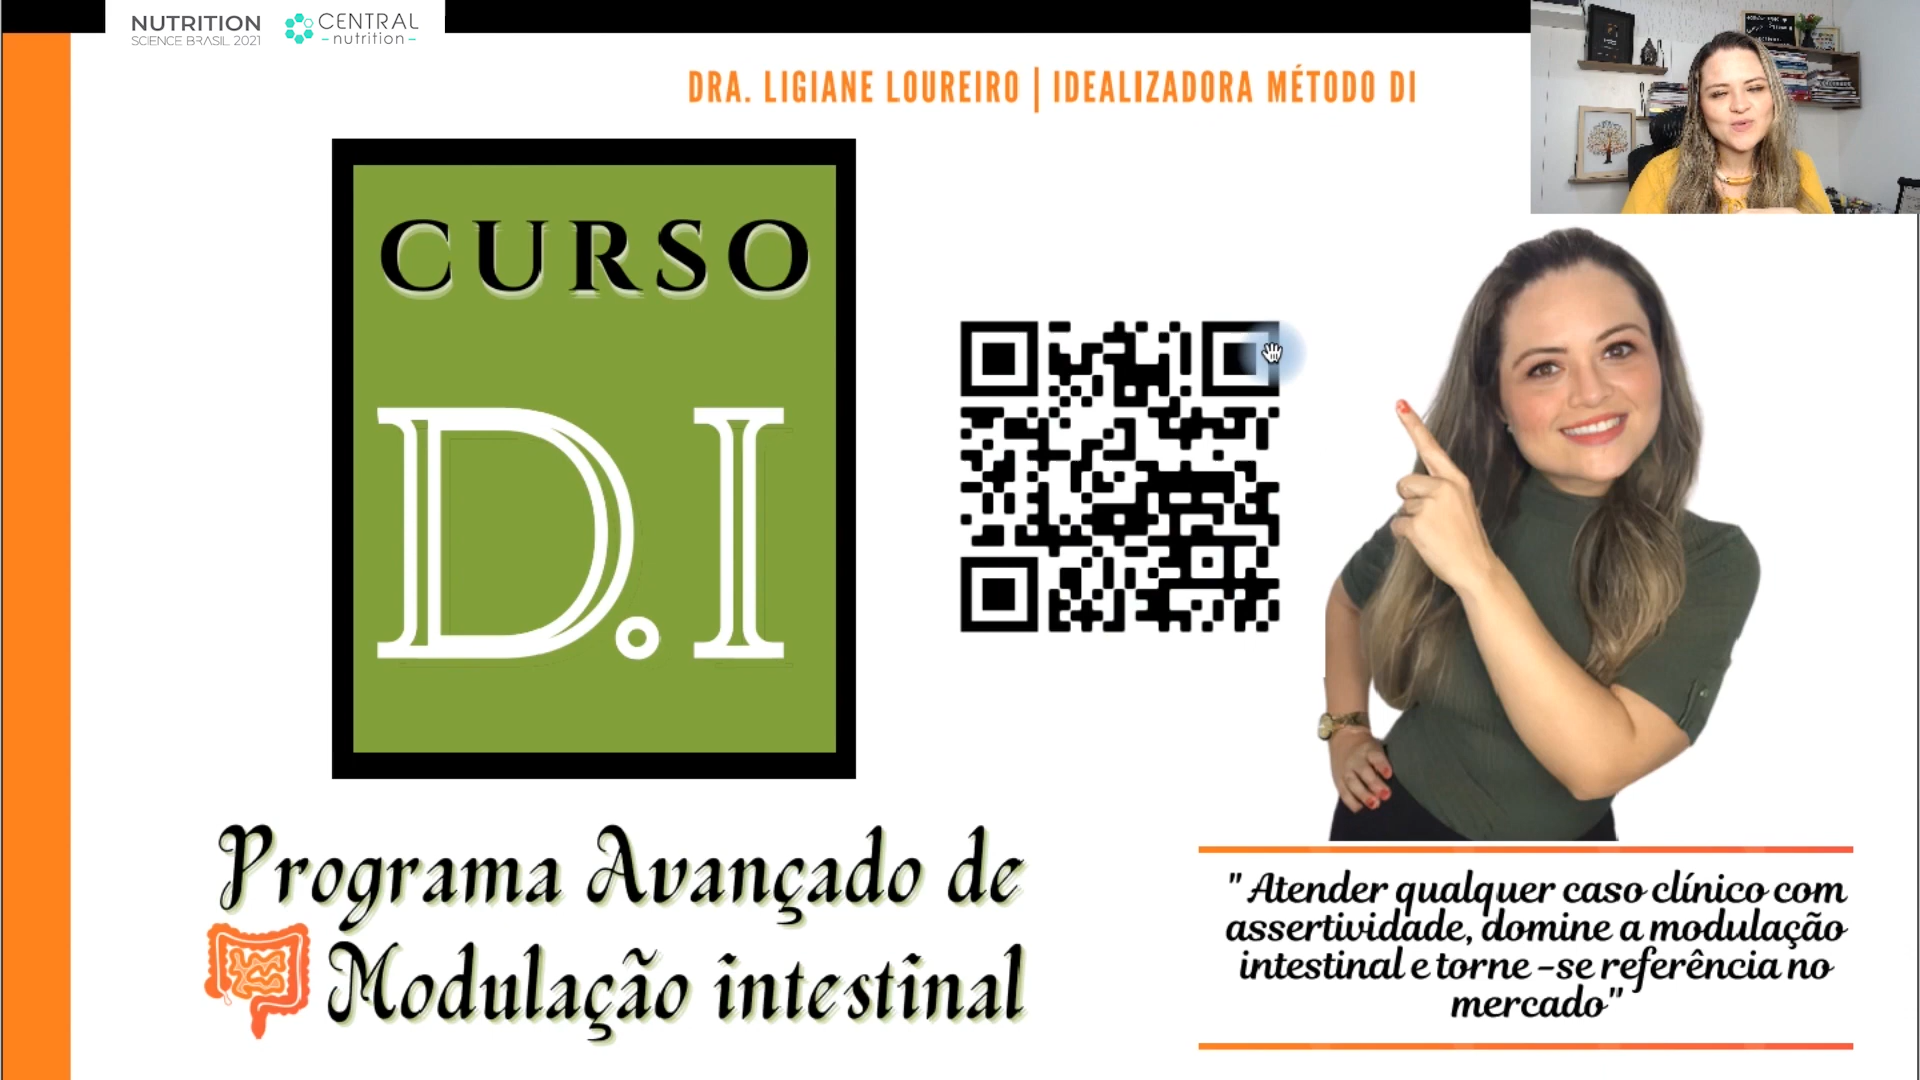 NUTRITION
SCIENCE BRASIL 2021
CENTRAL
nutrition
DRA. LIGIANE LOUREIRO | IDEALIZADORA MÉTODO DI
CURSO
D.I
Programa Avançado de
Modulação intestinal
"Atender qualquer caso clínico com
assertividade, domine a modulação
intestinal e torne -se referência no
mercado"